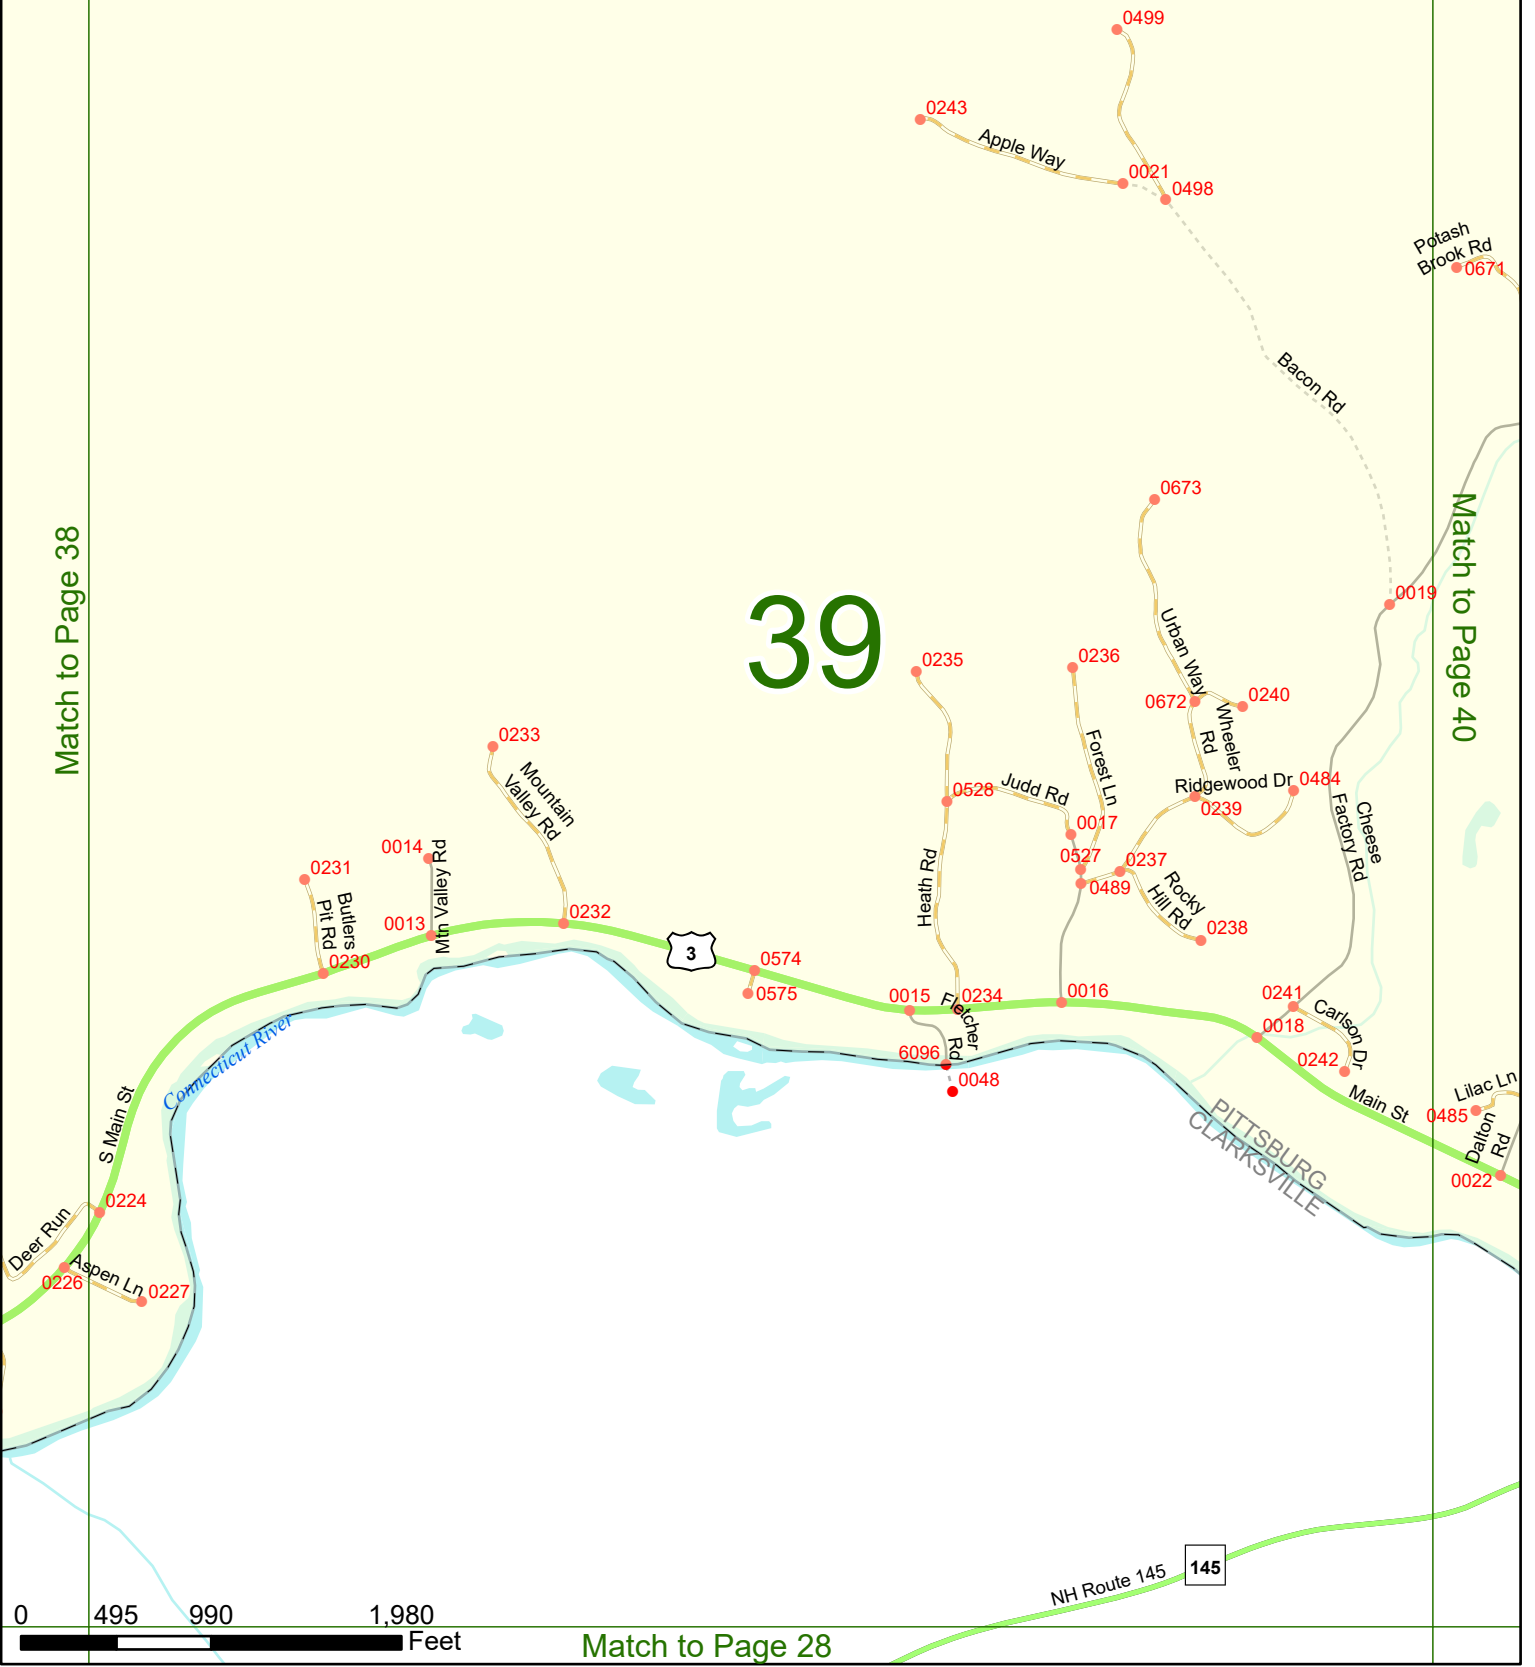 0499
0243
Apple Way
0021
0498
Potash
Brook Rd
0671
Bacon Rd
0673
Match to Page 38
Match to Page 40
39
0019
Urban Way
0235
0236
0672
0240
Wheeler
Rd
0233
Mountain
Valley Rd
Forest Ln
0528
Judd Rd
Ridgewood Dr
0484
0239
Cheese
Factory Rd
0014
Mtn Valley Rd
0017
0527
0237
0489
Rocky
Hill Rd
0238
0231
Butlers
Pit Rd
Heath Rd
0013
0232
0230
3
0574
0575
0015
0234
Fletcher
Rd
0016
0241
Carlson Dr
0018
0242
6096
0048
Connecticut River
Main St
Lilac Ln
0485
Dalton
Rd
0022
PITTSBURG
CLARKSVILLE
S Main St
0224
Deer Run
0226
Aspen Ln
0227
NH Route 145
145
0 495 990 1,980
Feet
Match to Page 28